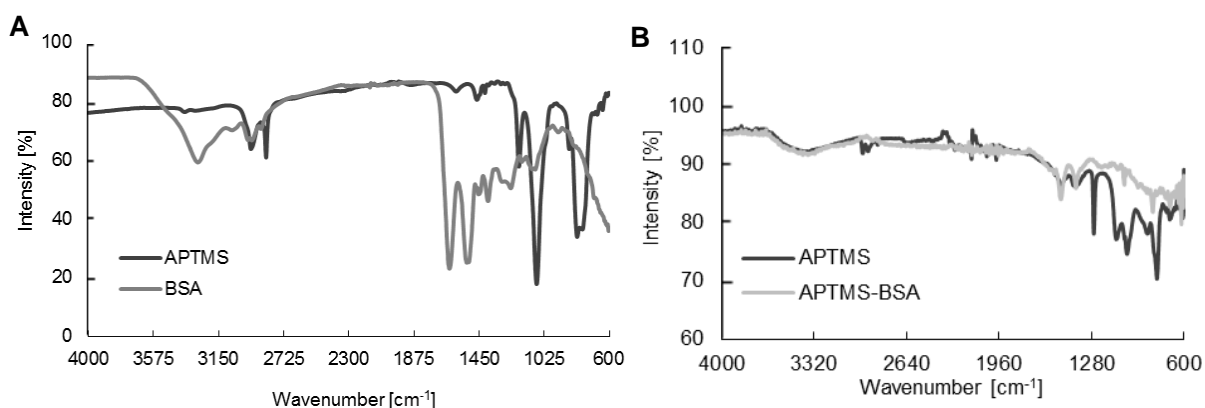 A
100
80
60
40
20
0
Intensity [%]
APTMS
BSA
4000 3575 3150 2725 2300 1875 1450 1025 600
Wavenumber [cm-1]
B
110
100
90
80
70
60
Intensity [%]
APTMS
APTMS-BSA
4000 3320 2640 1960 1280 600
Wavenumber [cm-1]